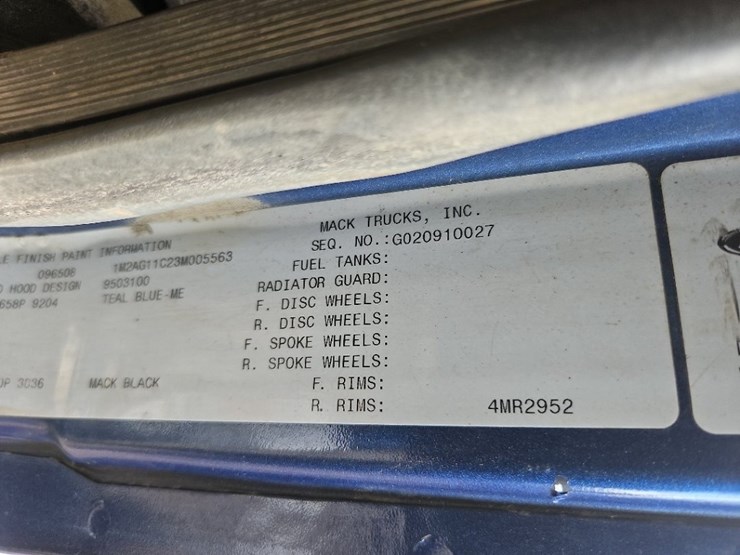 E FINISH PAINT INFORMATION
096508 1M2AG11C23M005563
HOOD DESIGN 9503100
658P 9204 TEAL BLUE-ME
3036 MACK BLACK
MACK TRUCKS, INC.
SEQ. NO.:G020910027
FUEL TANKS:
RADIATOR GUARD:
F. DISC WHEELS:
R. DISC WHEELS:
F. SPOKE WHEELS:
R. SPOKE WHEELS:
F. RIMS:
R. RIMS: 4MR2952